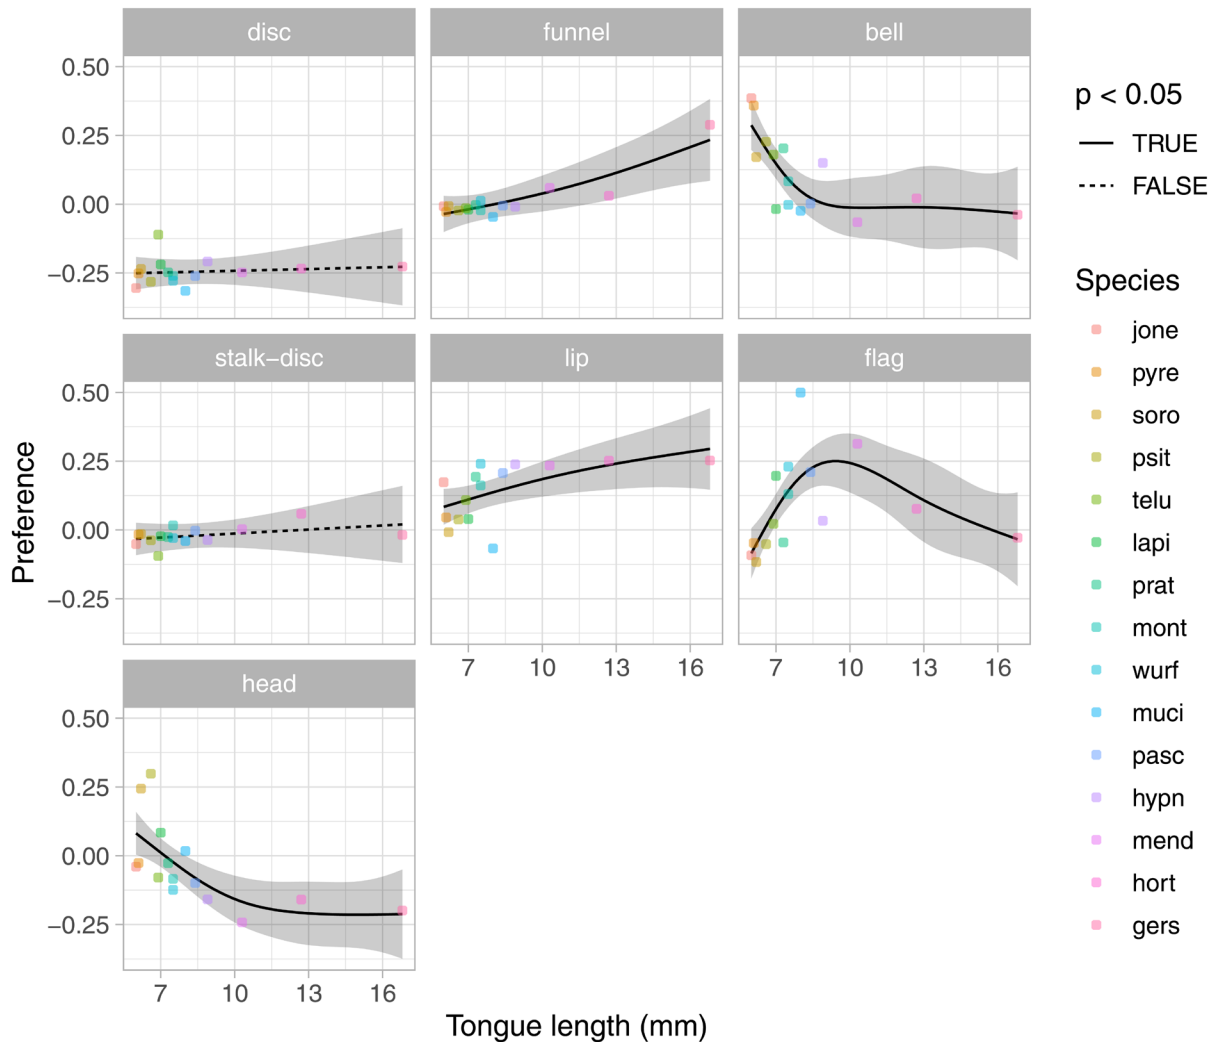 disc funnel bell
0.50
0.25
0.00
−0.25
p < 0.05
TRUE
FALSE
stalk−disc lip flag
0.50
0.25
0.00
−0.25
7 10 13 16 7 10 13 16
head
0.50
0.25
0.00
−0.25
7 10 13 16
Preference
Tongue length (mm)
Species
jone
pyre
soro
psit
telu
lapi
prat
mont
wurf
muci
pasc
hypn
mend
hort
gers